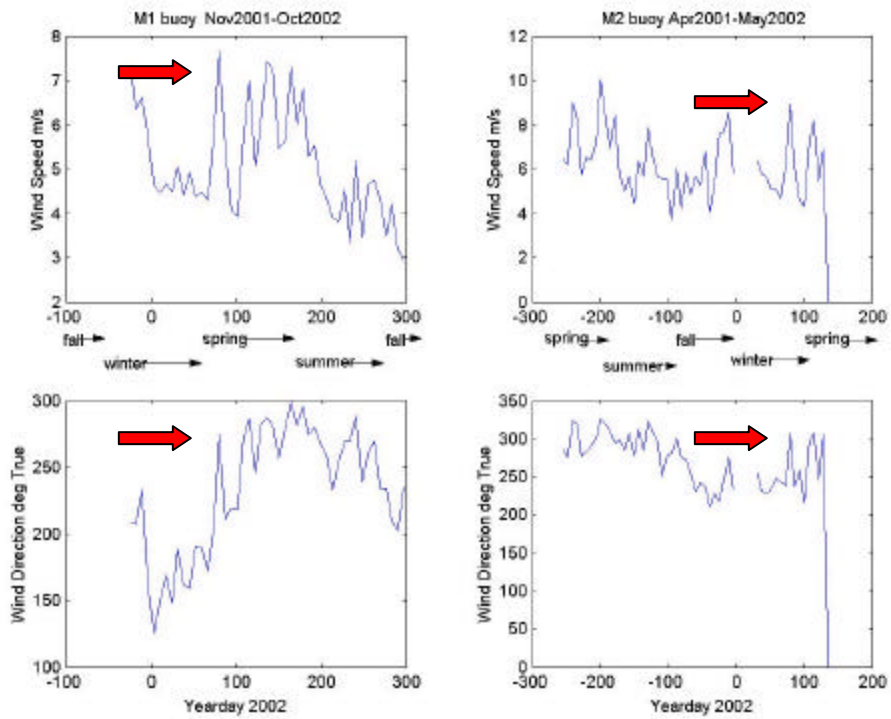 M1 buoy Nov2001-Oct2002
8
7
6
5
4
3
2
Wind Speed m/s
-100 0 100 200 300
fall winter spring summer fall
M2 buoy Apr2001-May2002
12
10
8
6
4
2
0
Wind Speed m/s
-300 -200 -100 0 100 200
spring summer fall winter spring
300
250
200
150
100
Wind Direction deg True
-100 0 100 200 300
Yearday 2002
350
300
250
200
150
100
50
0
Wind Direction deg True
-300 -200 -100 0 100 200
Yearday 2002